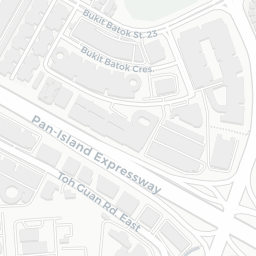 Bukit Batok St. 23
Bukit Batok Cres
Pan-Island Expressway
Toh Guan Rd. East